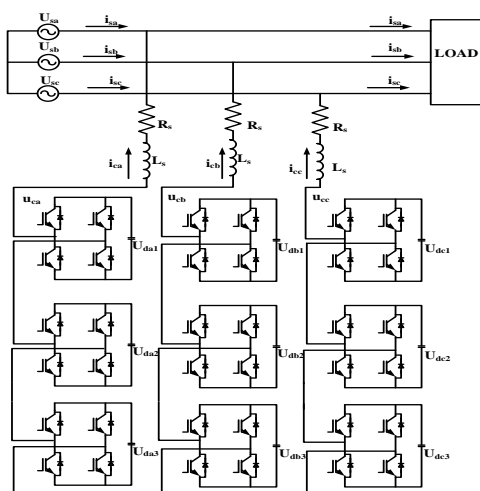 Usa isa isa
Usb isb isb
Usc isc isc
LOAD
Rs Rs Rs
ica Ls icb Ls icc Ls
uca ucb ucc
Uda1 Udb1 Udc1
Uda2 Udb2 Udc2
Uda3 Udb3 Udc3